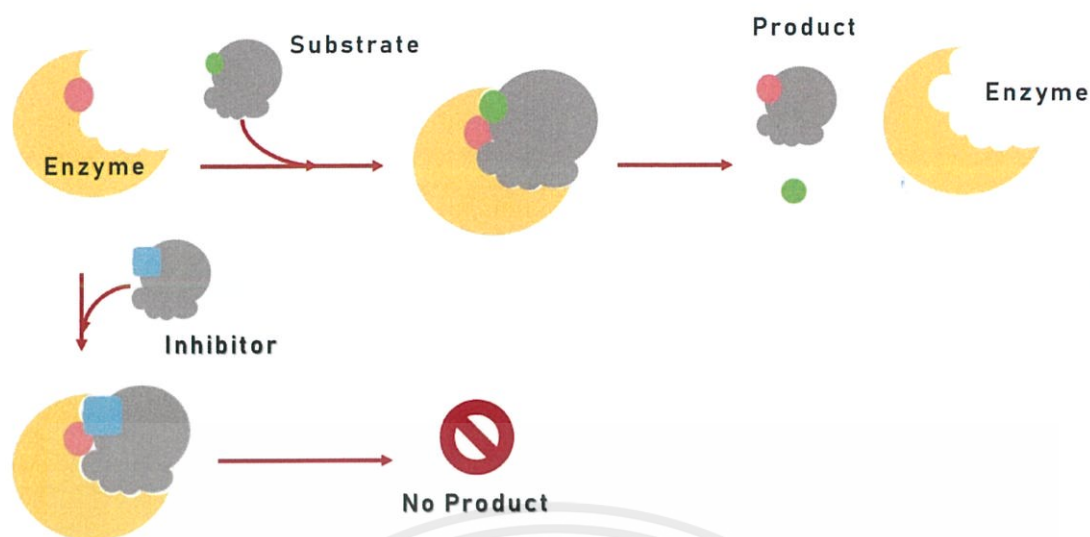 Substrate
Product
Enzyme
Enzyme
Inhibitor
No Product